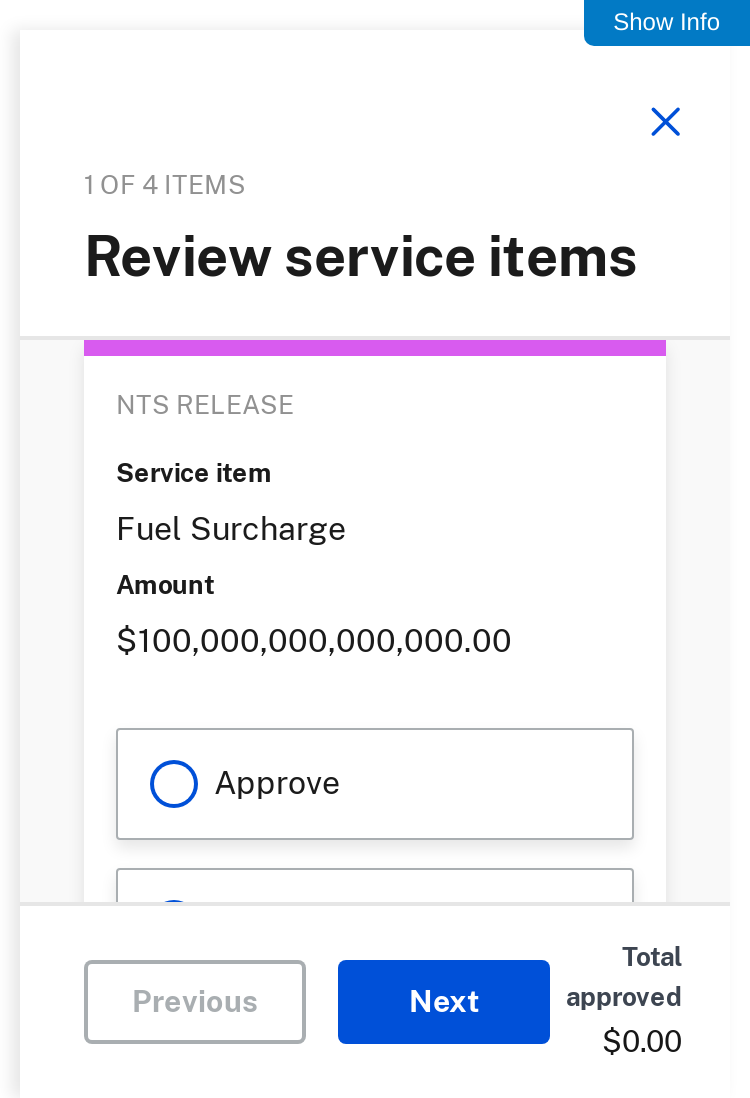 Show Info
1 OF 4 ITEMS
Review service items
NTS RELEASE
Service item
Fuel Surcharge
Amount
$100,000,000,000,000.00
Approve
Previous
Next
Total
approved
$0.00